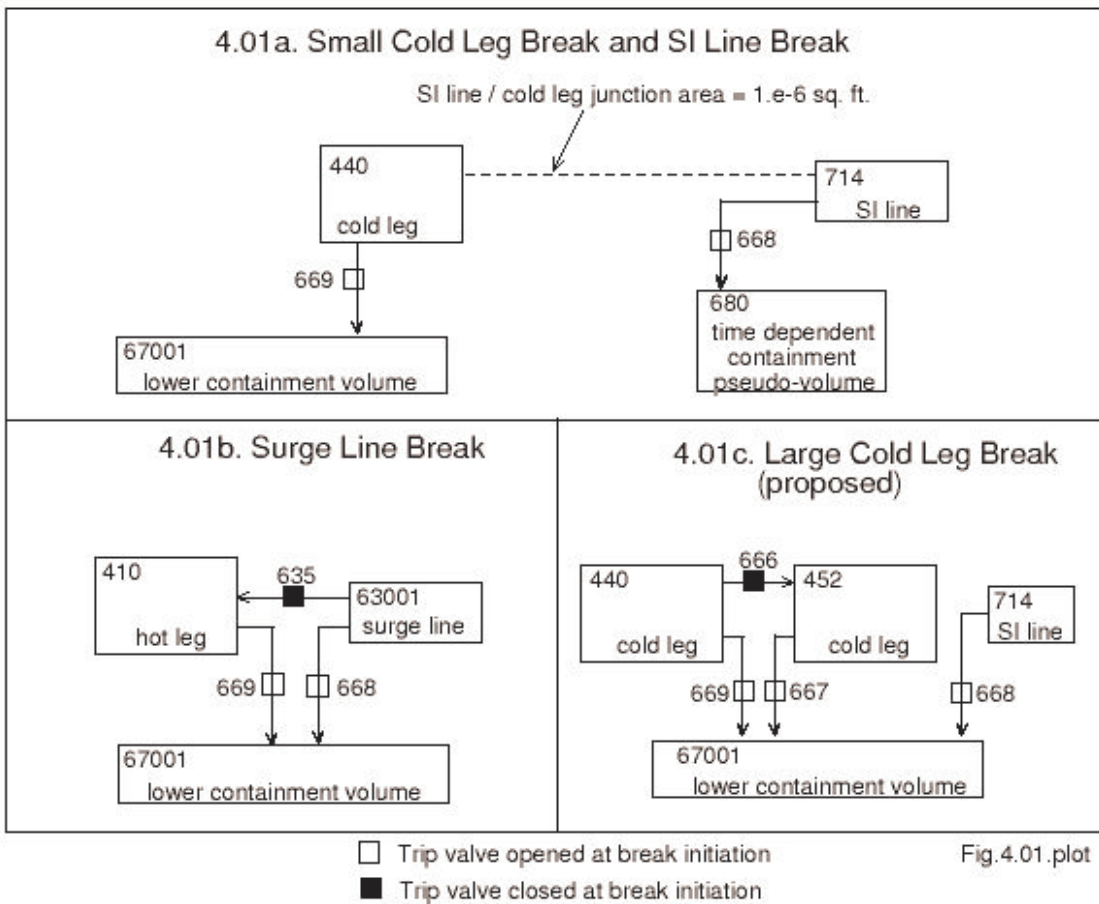 4.01a. Small Cold Leg Break and SI Line Break
SI line / cold leg junction area = 1.e-6 sq. ft.
440
cold leg
714
SI line
669
668
67001
lower containment volume
680
time dependent
containment
pseudo-volume
4.01b. Surge Line Break
410
hot leg
635
63001
surge line
669
668
67001
lower containment volume
4.01c. Large Cold Leg Break
(proposed)
440
cold leg
666
452
cold leg
714
SI line
669
667
668
67001
lower containment volume
Trip valve opened at break initiation
Fig.4.01.plot
Trip valve closed at break initiation